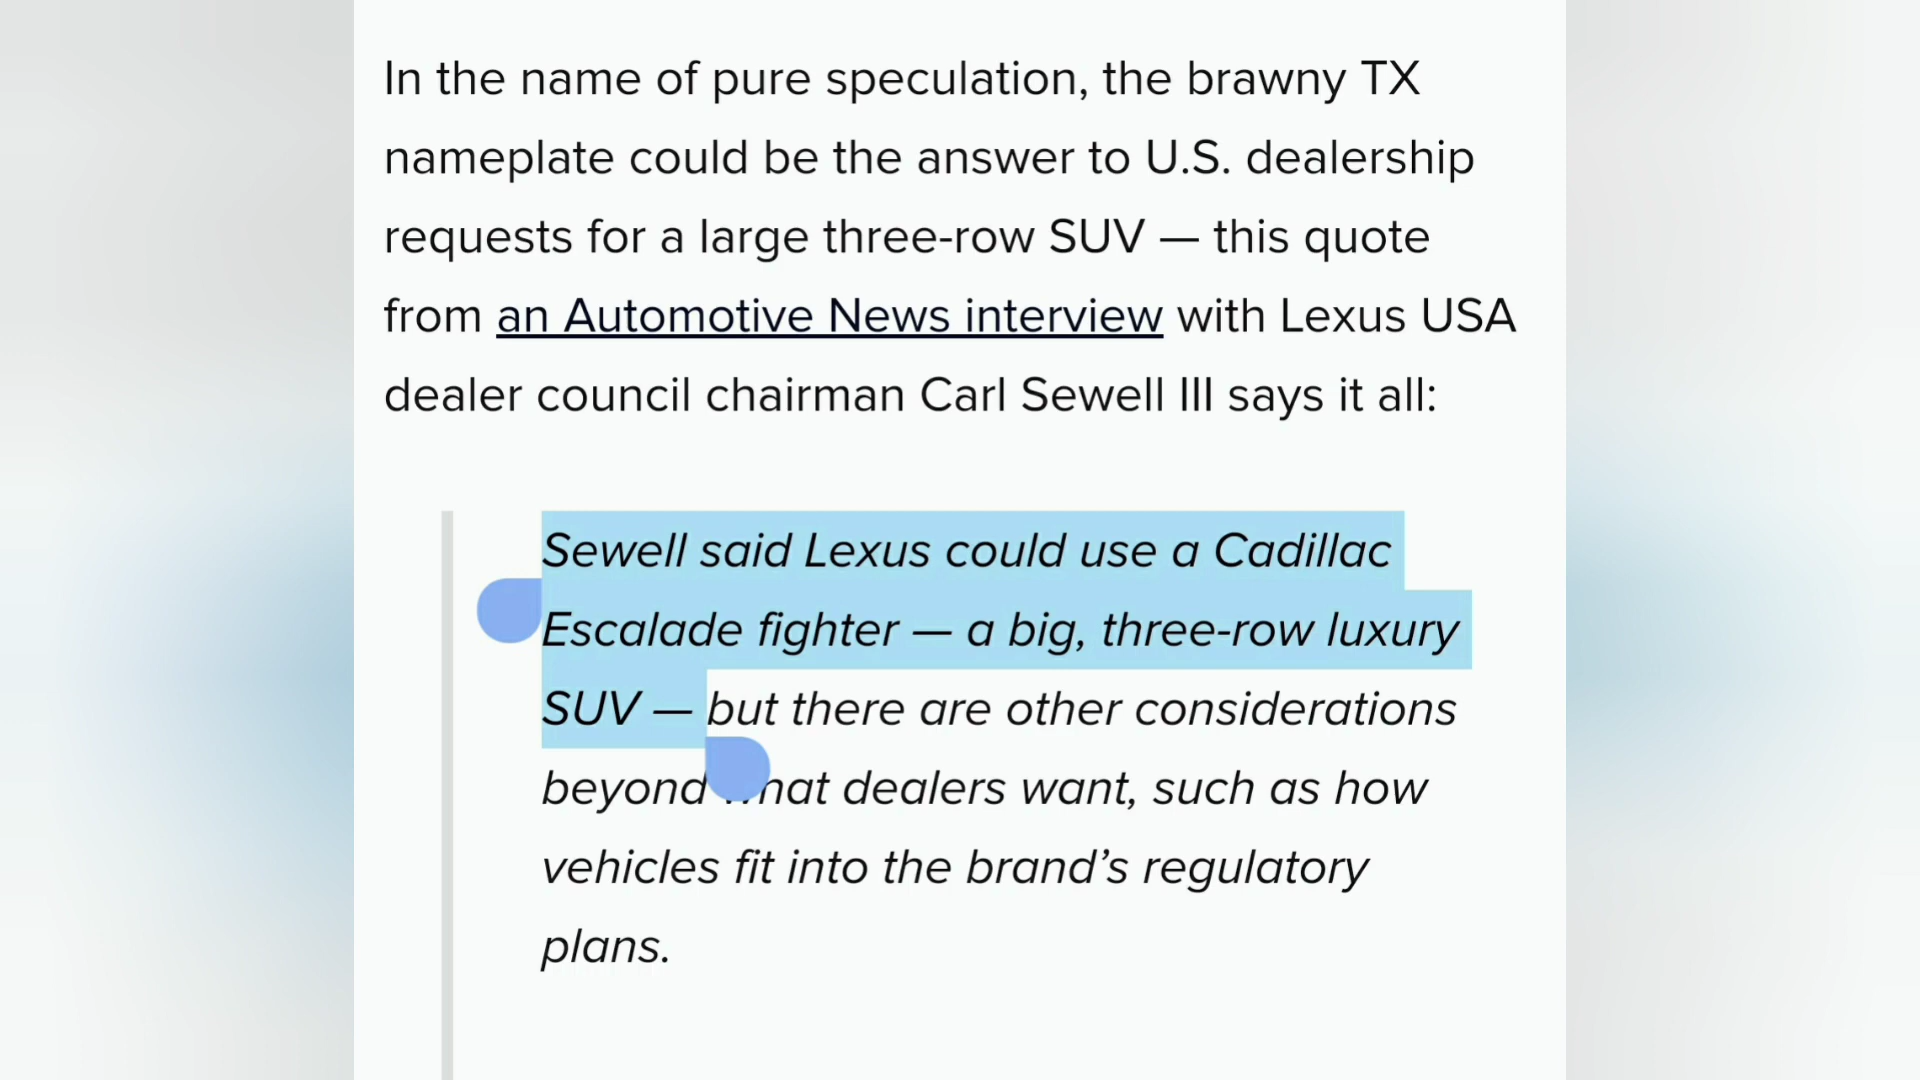 In the name of pure speculation, the brawny TX
nameplate could be the answer to U.S. dealership
requests for a large three-row SUV — this quote
from an Automotive News interview with Lexus USA
dealer council chairman Carl Sewell III says it all:
Sewell said Lexus could use a Cadillac
Escalade fighter — a big, three-row luxury
SUV — but there are other considerations
beyond what dealers want, such as how
vehicles fit into the brand’s regulatory
plans.